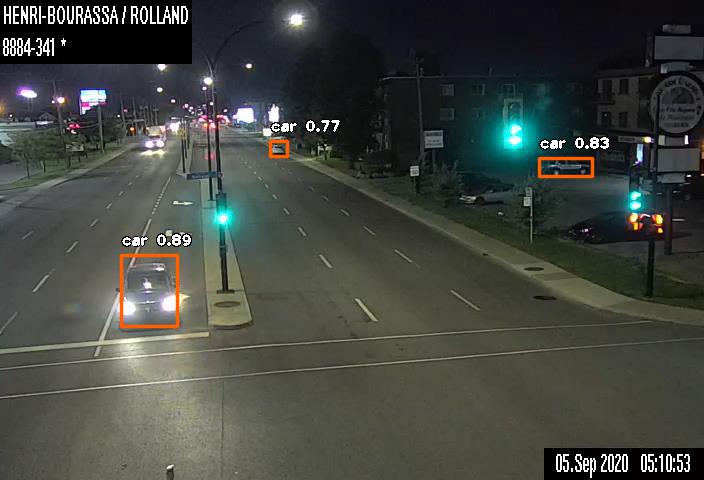 HENRI-BOURASSA / ROLLAND
8884-341 *
car 0.77
car 0.83
car 0.89
05.Sep 2020 05:10:53